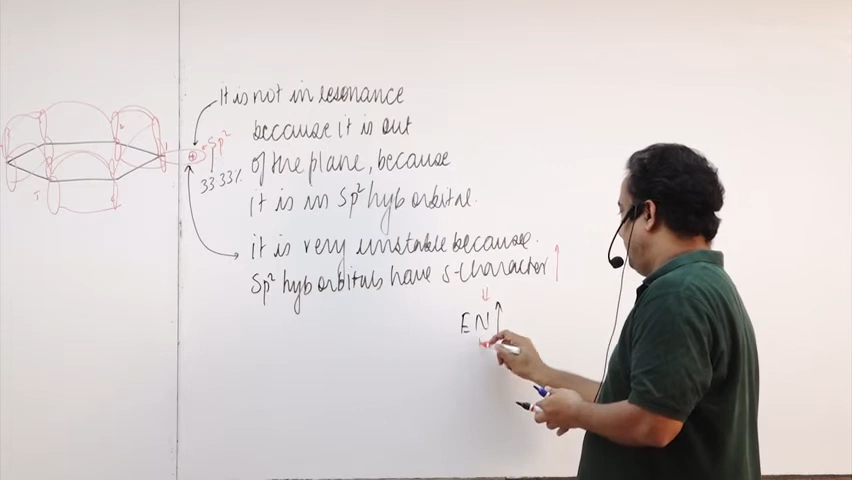 it is not in resonance
because it is out
of the plane, because
it is in Sp² hyb orbital.
⊕ Sp²
33 33%
it is very unstable because.
Sp² hyb orbitals have s-character ↑
⇓
EN ↑